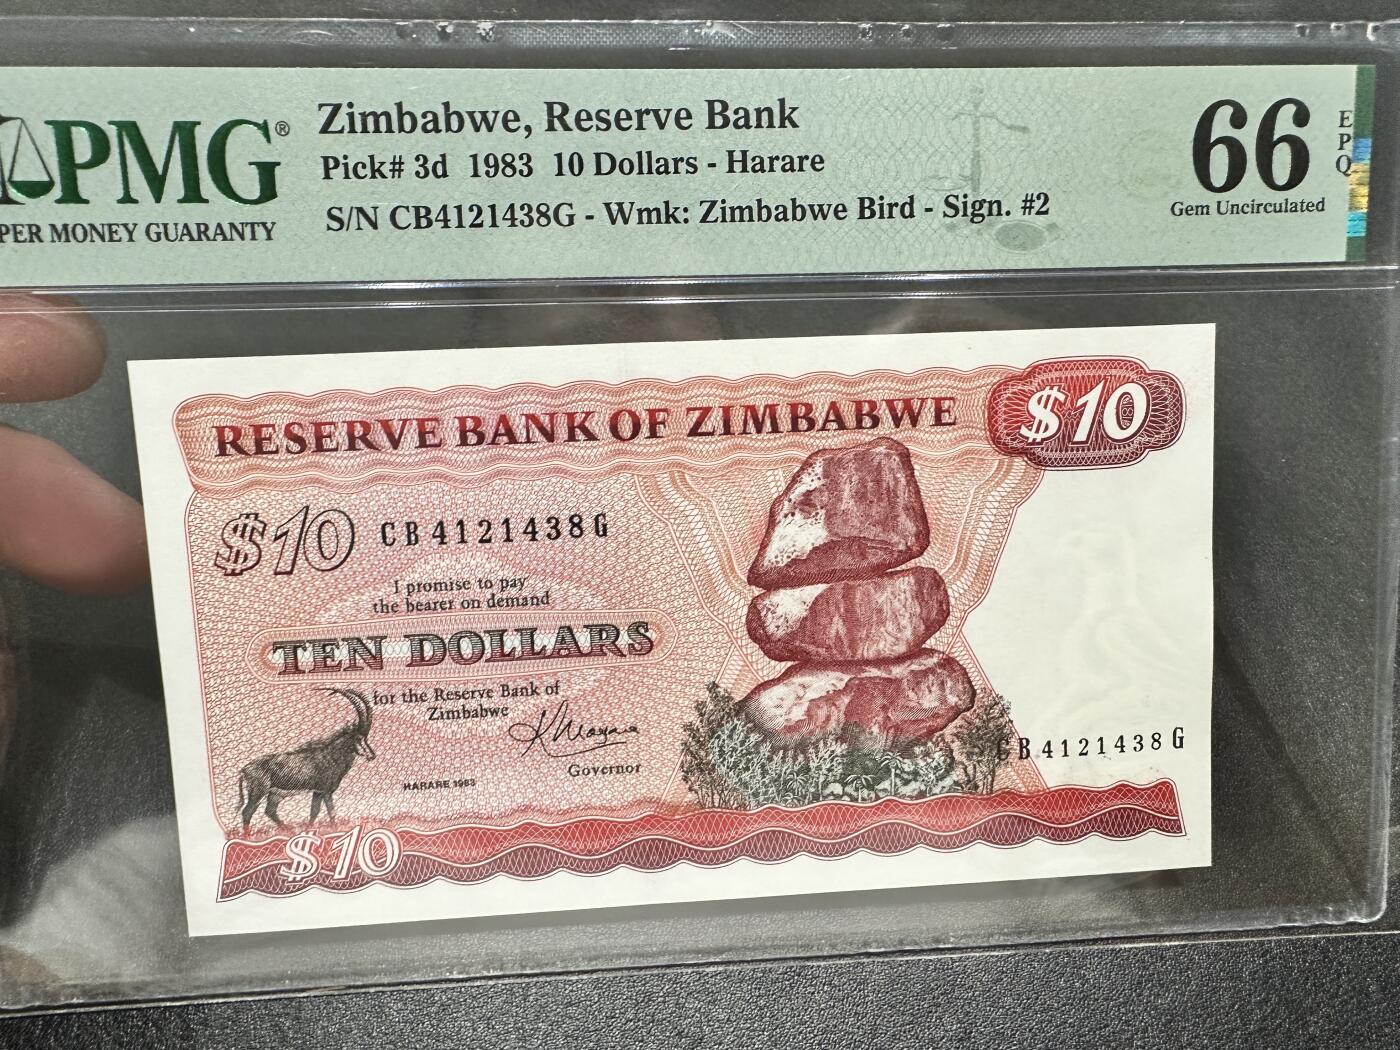 PMG®
PER MONEY GUARANTY
Zimbabwe, Reserve Bank
Pick# 3d 1983 10 Dollars - Harare
S/N CB4121438G - Wmk: Zimbabwe Bird - Sign. #2
66
EPQ
Gem Uncirculated
RESERVE BANK OF ZIMBABWE
$10
$10 CB4121438G
I promise to pay
the bearer on demand
TEN DOLLARS
for the Reserve Bank of
Zimbabwe
Governor
HARARE 1983
CB4121438G
$10